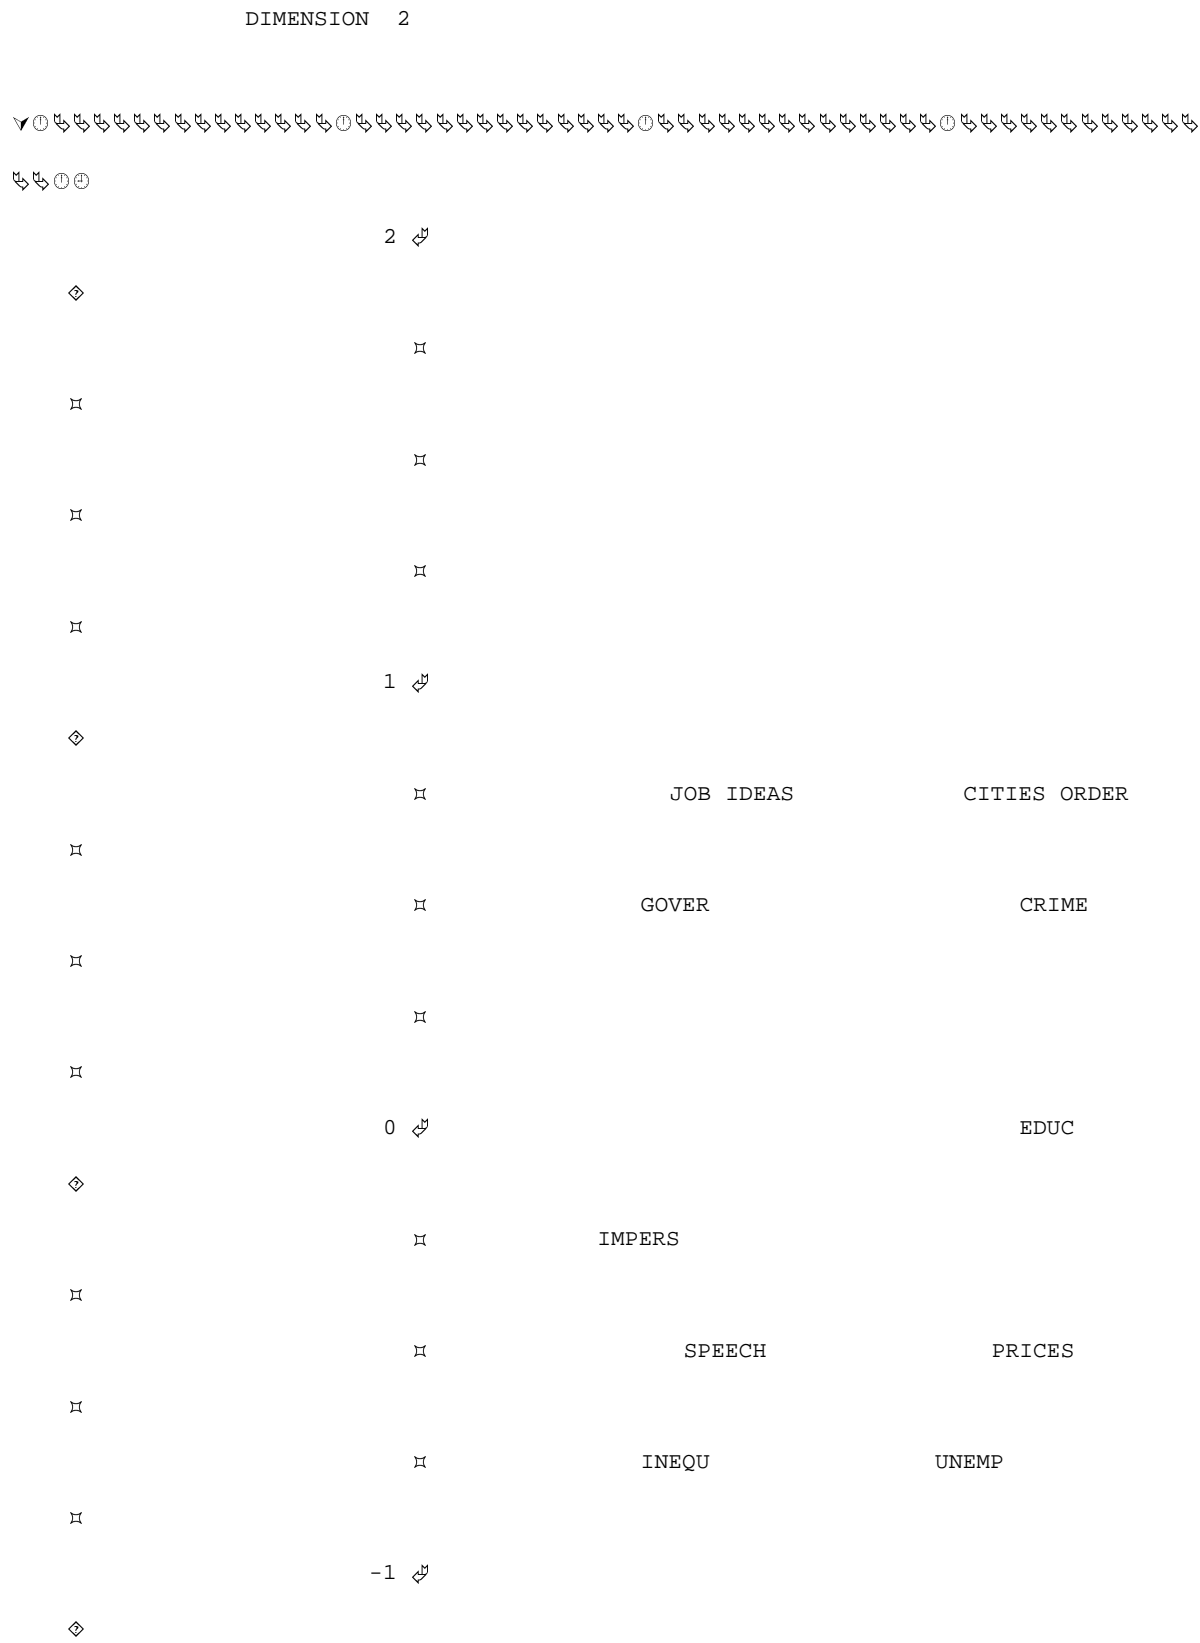 DIMENSION 2
2
1
JOB IDEAS CITIES ORDER
GOVER CRIME
0 EDUC
IMPERS
SPEECH PRICES
INEQU UNEMP
-1